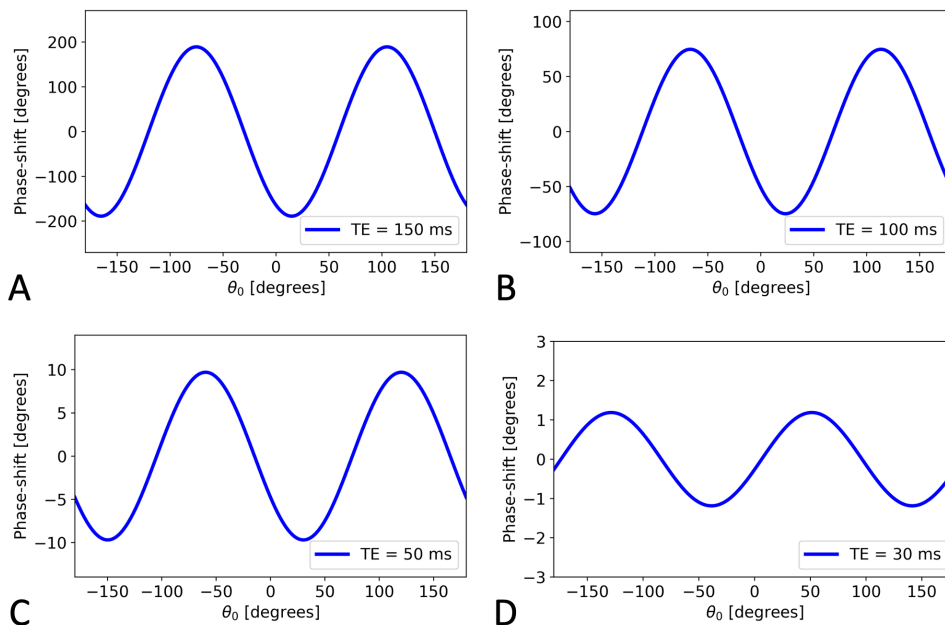 200
100
0
−100
−200
Phase-shift [degrees]
TE = 150 ms
−150 −100 −50 0 50 100 150
θ0 [degrees]
A
100
50
0
−50
−100
Phase-shift [degrees]
TE = 100 ms
−150 −100 −50 0 50 100 150
θ0 [degrees]
B
10
5
0
−5
−10
Phase-shift [degrees]
TE = 50 ms
−150 −100 −50 0 50 100 150
θ0 [degrees]
C
3
2
1
0
−1
−2
−3
Phase-shift [degrees]
TE = 30 ms
−150 −100 −50 0 50 100 150
θ0 [degrees]
D